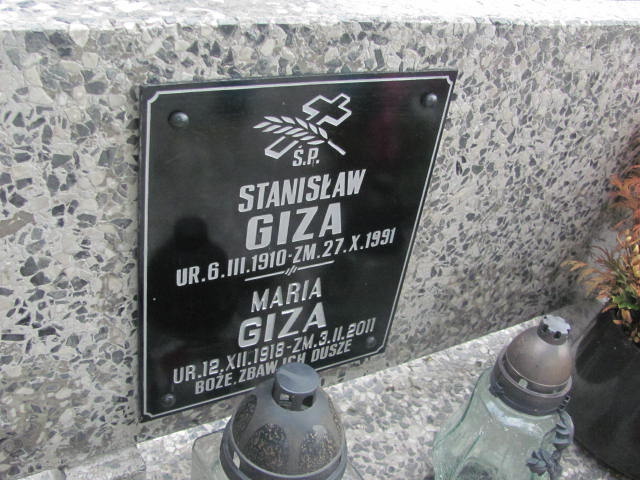 Ś.P.
STANISŁAW
GIZA
UR.6.III.1910-ZM.27.X.1991
MARIA
GIZA
UR.12.XII.1918-ZM.3.II.2011
BOŻE, ZBAW ICH DUSZE